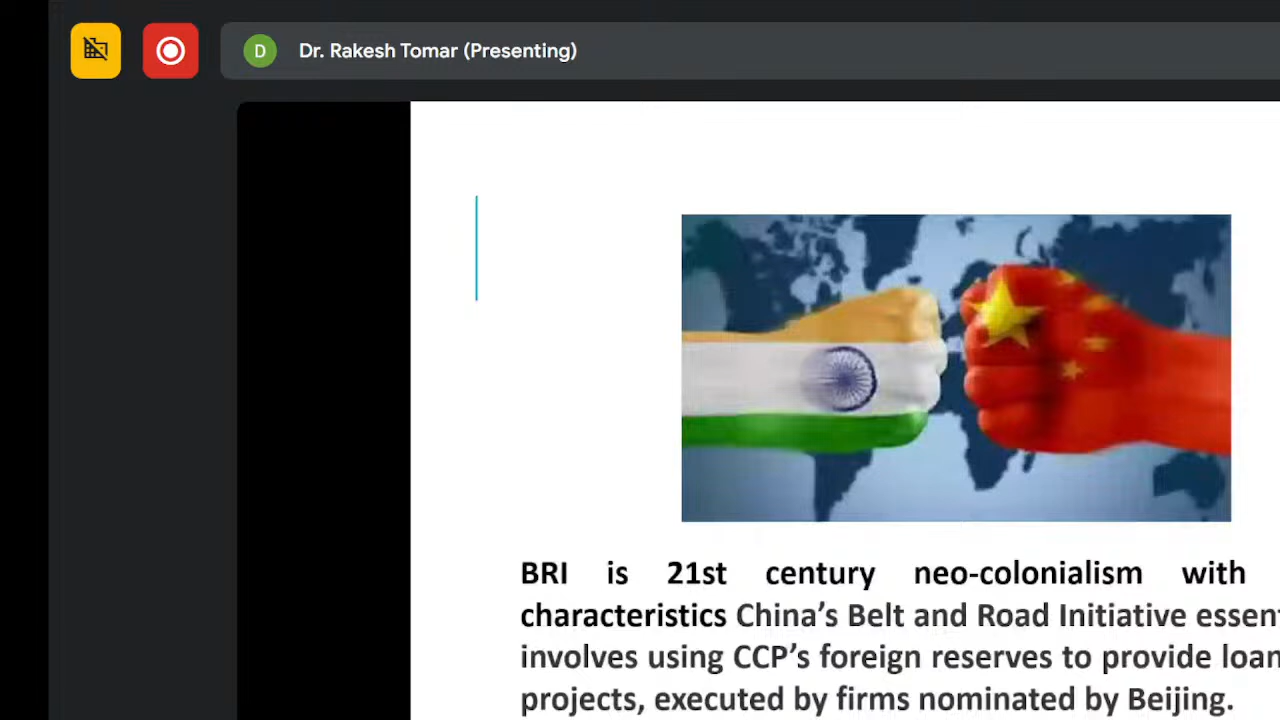 D Dr. Rakesh Tomar (Presenting)
BRI is 21st century neo-colonialism with
characteristics China's Belt and Road Initiative
involves using CCP's foreign reserves to provide
projects, executed by firms nominated by Beijing.